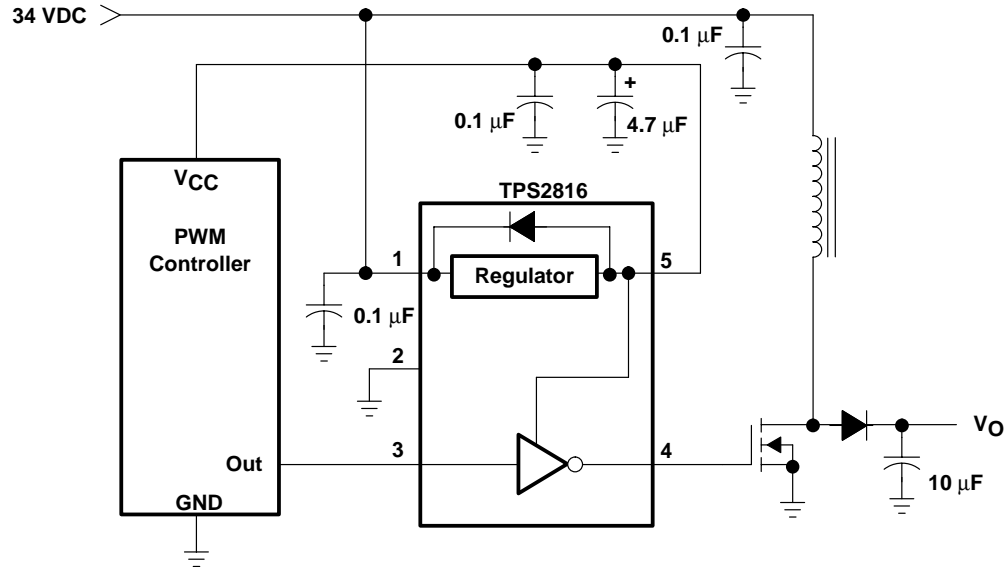 34 VDC
0.1 μF
0.1 μF
+
4.7 μF
VCC
TPS2816
PWM
Controller
1
Regulator
5
0.1 μF
2
Out
3
4
VO
GND
10 μF